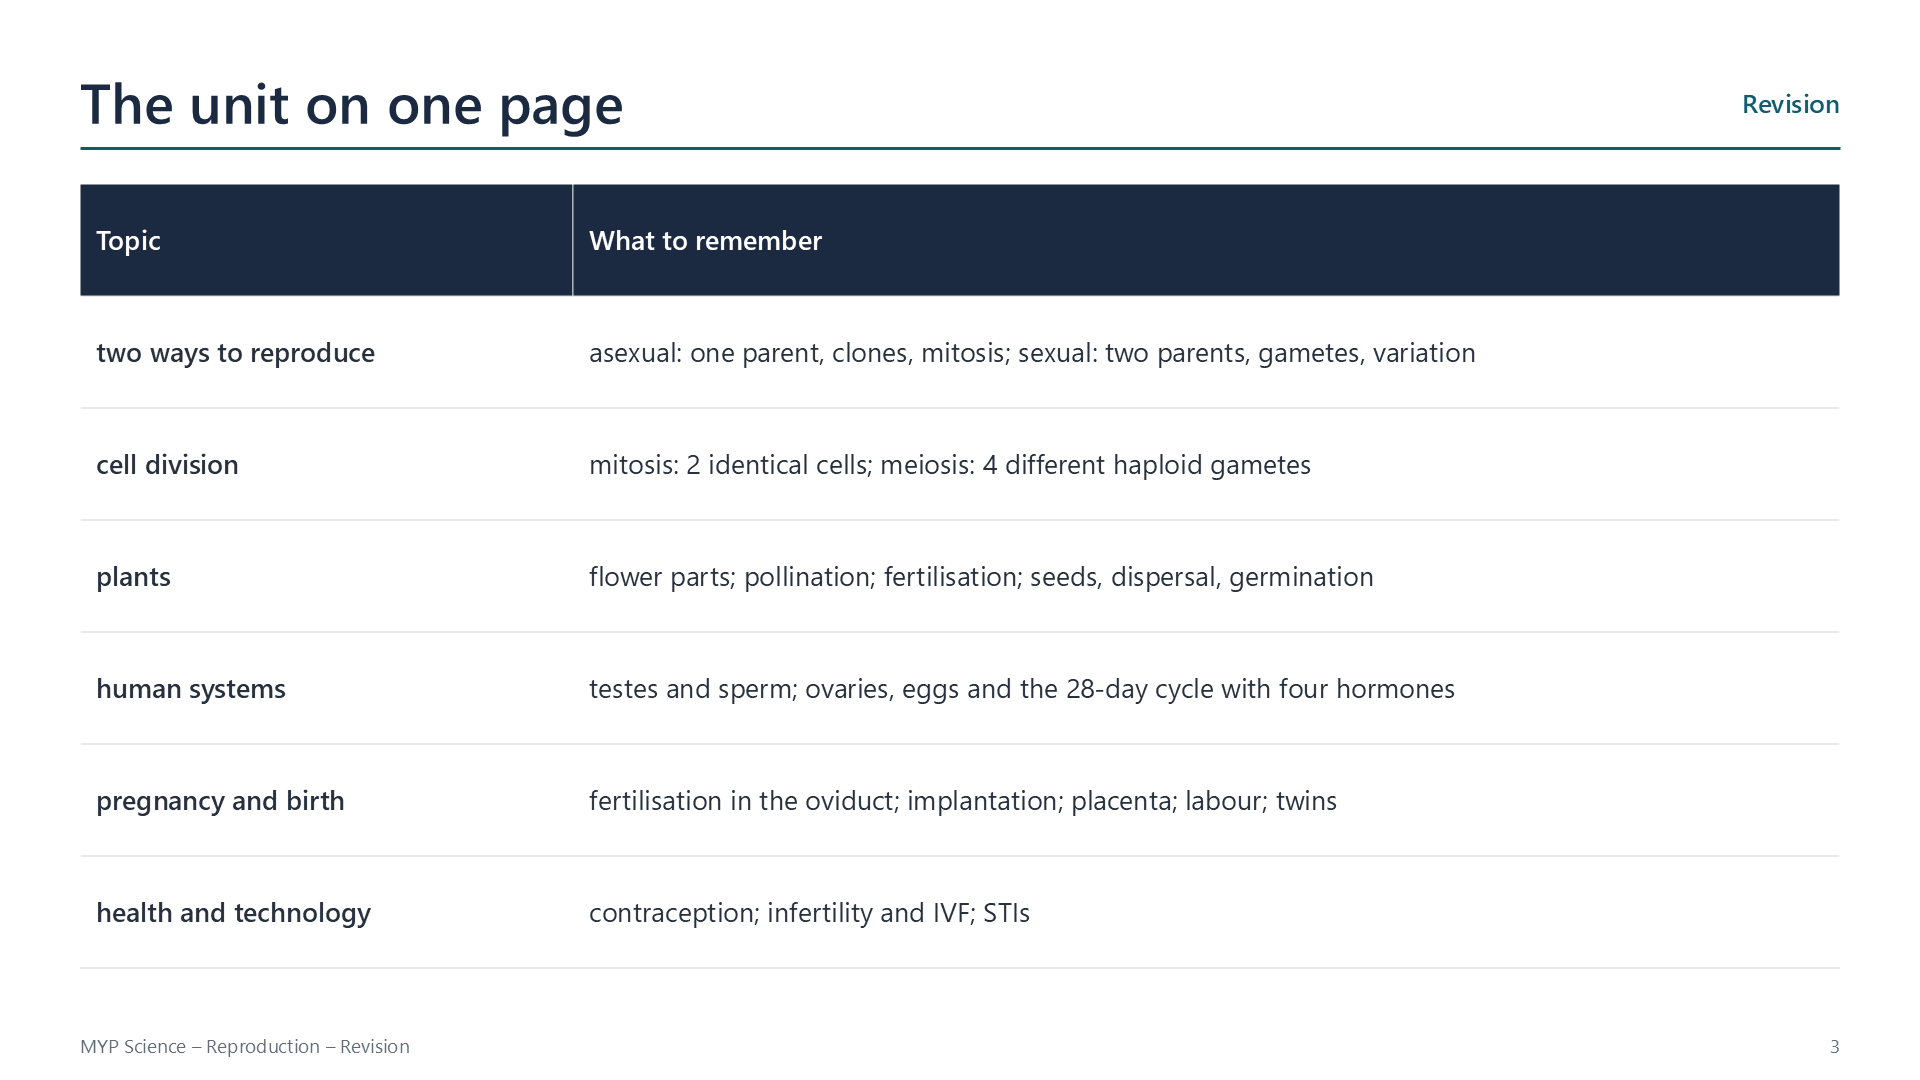 The unit on one page
Revision
Topic
What to remember
two ways to reproduce
asexual: one parent, clones, mitosis; sexual: two parents, gametes, variation
cell division
mitosis: 2 identical cells; meiosis: 4 different haploid gametes
plants
flower parts; pollination; fertilisation; seeds, dispersal, germination
human systems
testes and sperm; ovaries, eggs and the 28-day cycle with four hormones
pregnancy and birth
fertilisation in the oviduct; implantation; placenta; labour; twins
health and technology
contraception; infertility and IVF; STIs
MYP Science – Reproduction – Revision
3